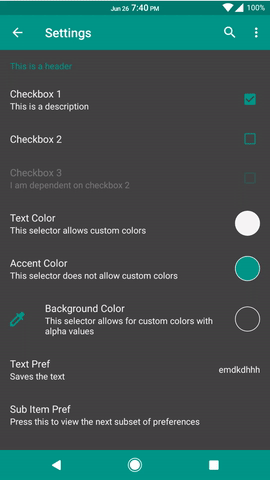 Jun 26 7:40 PM 100%
Settings
This is a header
Checkbox 1
This is a description
Checkbox 2
Checkbox 3
I am dependent on checkbox 2
Text Color
This selector allows custom colors
Accent Color
This selector does not allow custom colors
Background Color
This selector allows for custom colors with
alpha values
Text Pref
Saves the text
emdkdhhh
Sub Item Pref
Press this to view the next subset of preferences